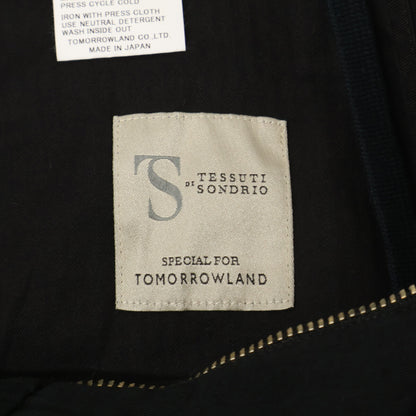 PRESS CYCLE COLD
IRON WITH PRESS CLOTH
USE NEUTRAL DETERGENT
WASH INSIDE OUT
TOMORROWLAND CO.,LTD.
MADE IN JAPAN
TS
TESSUTI
DI SONDRIO
SPECIAL FOR
TOMORROWLAND